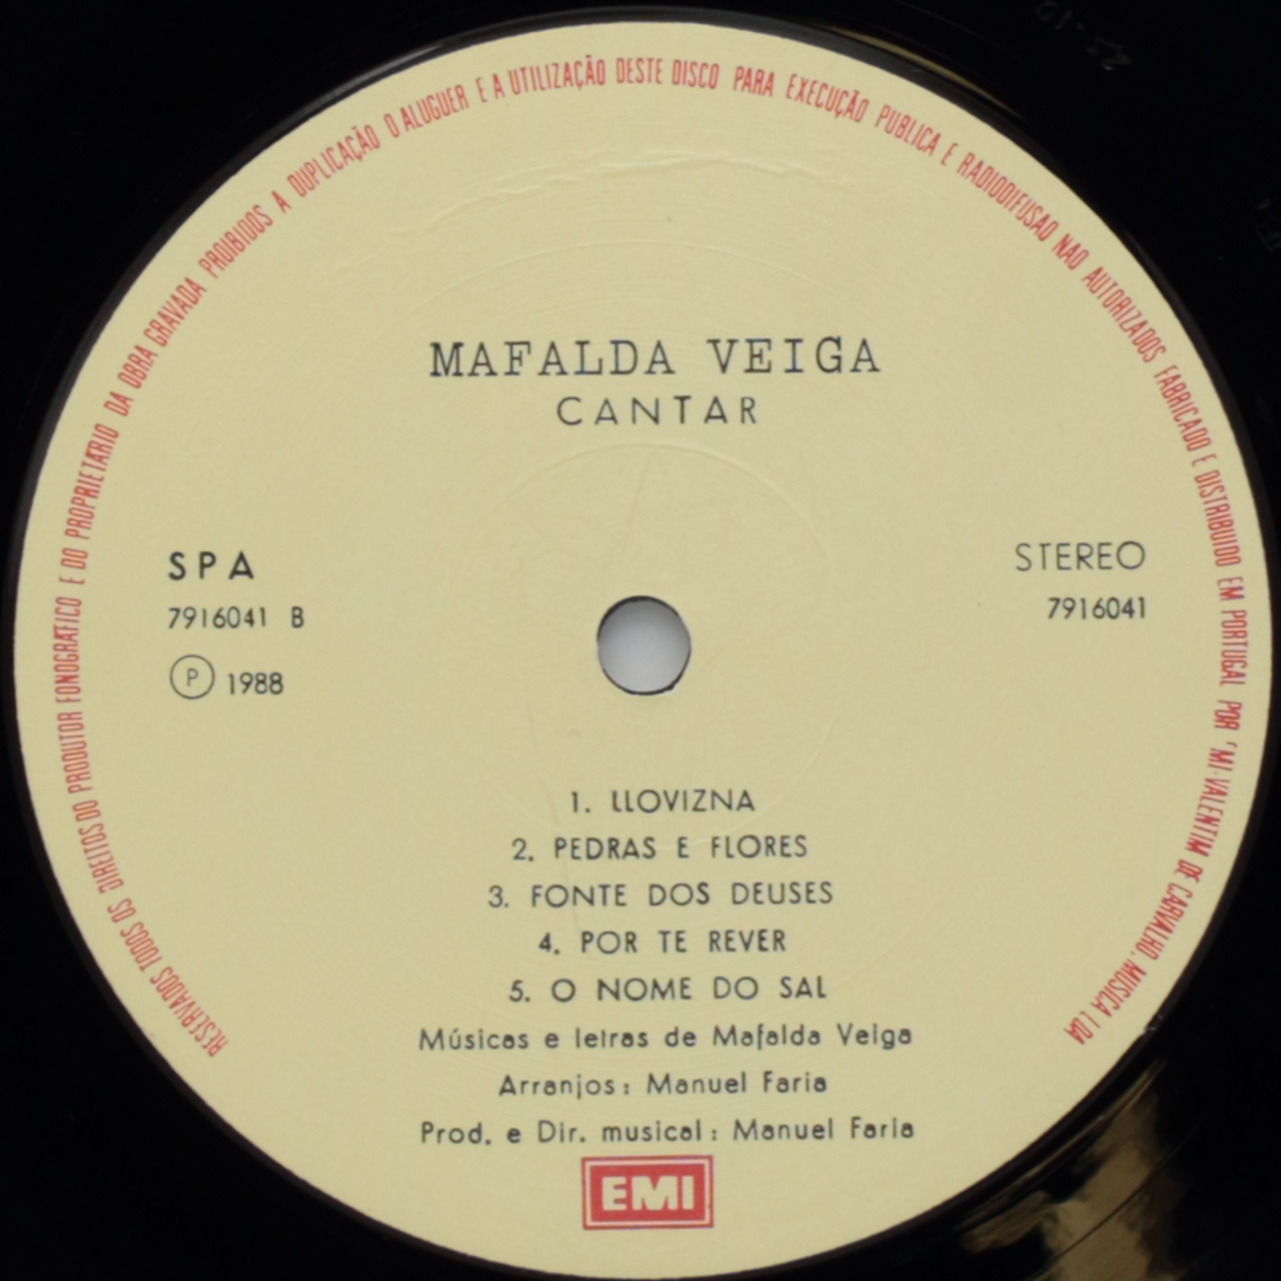 RESERVADOS TODOS OS DIREITOS DO PRODUTOR FONOGRAFICO E DO PROPRIETARIO DA OBRA GRAVADA PROIBIDOS A DUPLICAÇÃO O ALUGUER E A UTILIZAÇÃO DESTE DISCO PARA EXECUÇÃO PUBLICA E RADIODIFUSAO NAO AUTORIZADOS FABRICADO E DISTRIBUIDO EM PORTUGAL POR "MI-VALENTIM DE CARVALHO, MUSICA LDA
MAFALDA VEIGA
CANTAR
SPA
7916041 B
Ⓟ 1988
STEREO
7916041
1. LLOVIZNA
2. PEDRAS E FLORES
3. FONTE DOS DEUSES
4. POR TE REVER
5. O NOME DO SAL
Músicas e letras de Mafalda Veiga
Arranjos: Manuel Faria
Prod. e Dir. musical: Manuel Faria
EMI